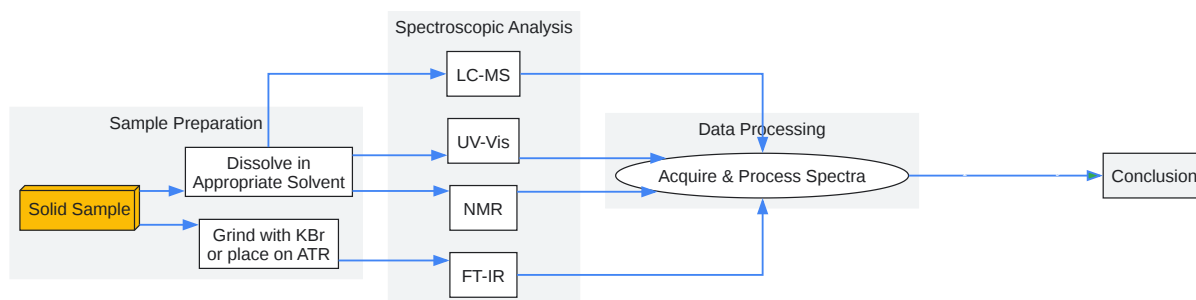 Spectroscopic Analysis
LC-MS
Sample Preparation
UV-Vis
Data Processing
Dissolve in
Appropriate Solvent
Acquire & Process Spectra
Conclusion
Solid Sample
NMR
Grind with KBr
or place on ATR
FT-IR